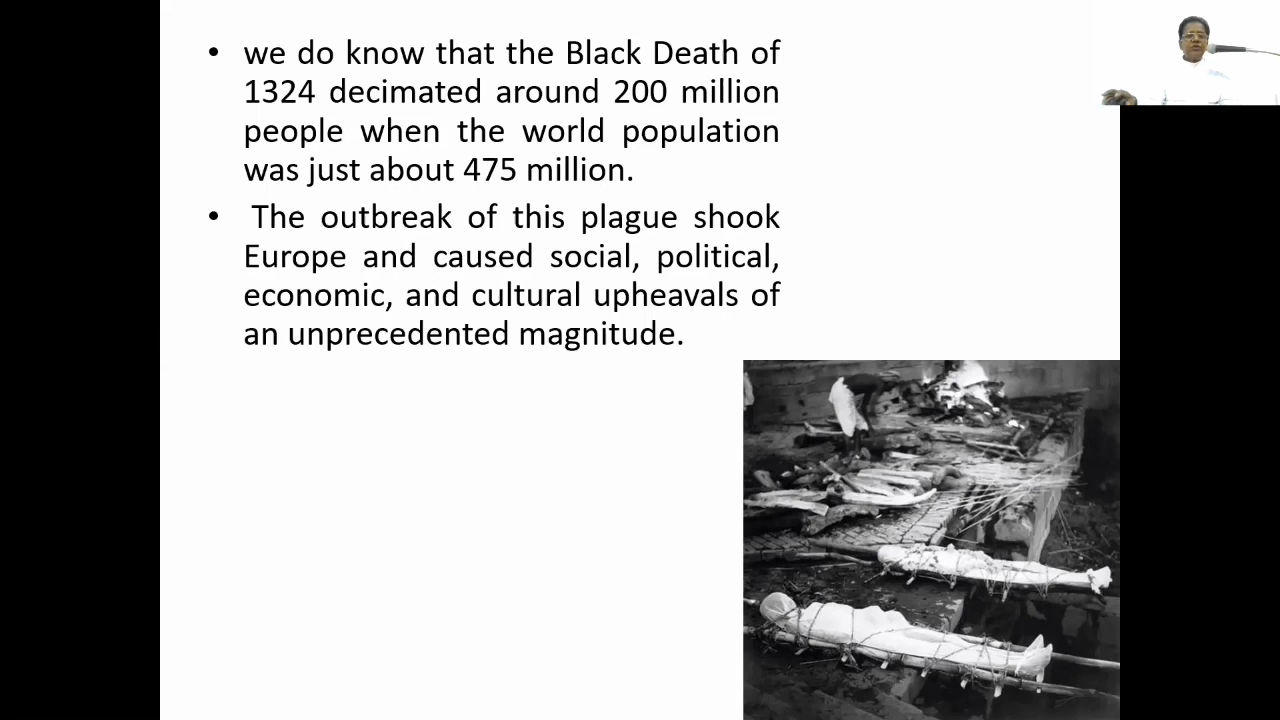 • we do know that the Black Death of
1324 decimated around 200 million
people when the world population
was just about 475 million.
• The outbreak of this plague shook
Europe and caused social, political,
economic, and cultural upheavals of
an unprecedented magnitude.